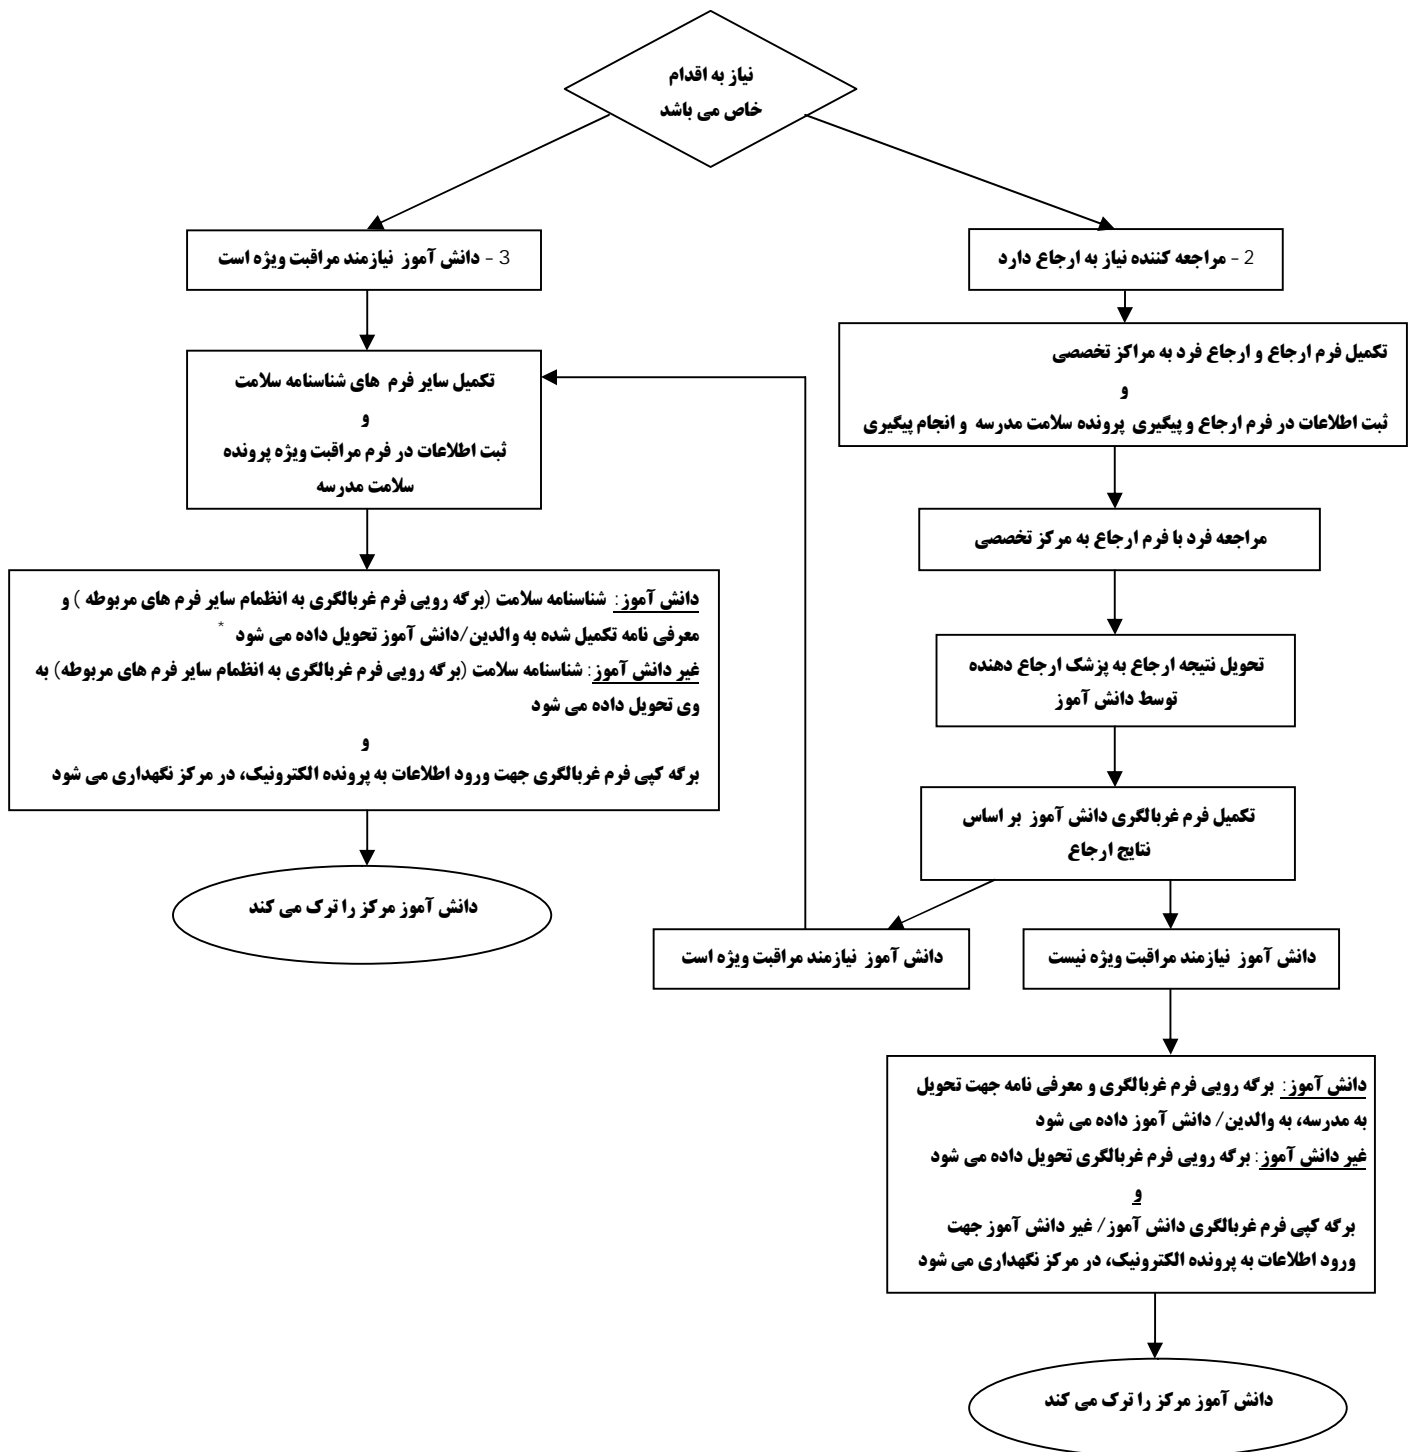 نیاز به اقدام
خاص می باشد
2 - مراجعه کننده نیاز به ارجاع دارد
تکمیل فرم ارجاع و ارجاع فرد به مراکز تخصصی
و
ثبت اطلاعات در فرم ارجاع و پیگیری پرونده سلامت مدرسه و انجام پیگیری
مراجعه فرد با فرم ارجاع به مرکز تخصصی
تحویل نتیجه ارجاع به پزشک ارجاع دهنده
توسط دانش آموز
تکمیل فرم غربالگری دانش آموز بر اساس
نتایج ارجاع
دانش آموز نیازمند مراقبت ویژه نیست
دانش آموز نیازمند مراقبت ویژه است
دانش آموز: برگه رویی فرم غربالگری و معرفی نامه جهت تحویل
به مدرسه، به والدین/ دانش آموز داده می شود
غیر دانش آموز: برگه رویی فرم غربالگری تحویل داده می شود
و
برگه کپی فرم غربالگری دانش آموز/ غیر دانش آموز جهت
ورود اطلاعات به پرونده الکترونیک، در مرکز نگهداری می شود
دانش آموز مرکز را ترک می کند
3 - دانش آموز نیازمند مراقبت ویژه است
تکمیل سایر فرم های شناسنامه سلامت
و
ثبت اطلاعات در فرم مراقبت ویژه پرونده
سلامت مدرسه
دانش آموز: شناسنامه سلامت (برگه رویی فرم غربالگری به انظمام سایر فرم های مربوطه ) و
معرفی نامه تکمیل شده به والدین/دانش آموز تحویل داده می شود *
غیر دانش آموز: شناسنامه سلامت (برگه رویی فرم غربالگری به انظمام سایر فرم های مربوطه) به
وی تحویل داده می شود
و
برگه کپی فرم غربالگری جهت ورود اطلاعات به پرونده الکترونیک، در مرکز نگهداری می شود
دانش آموز مرکز را ترک می کند